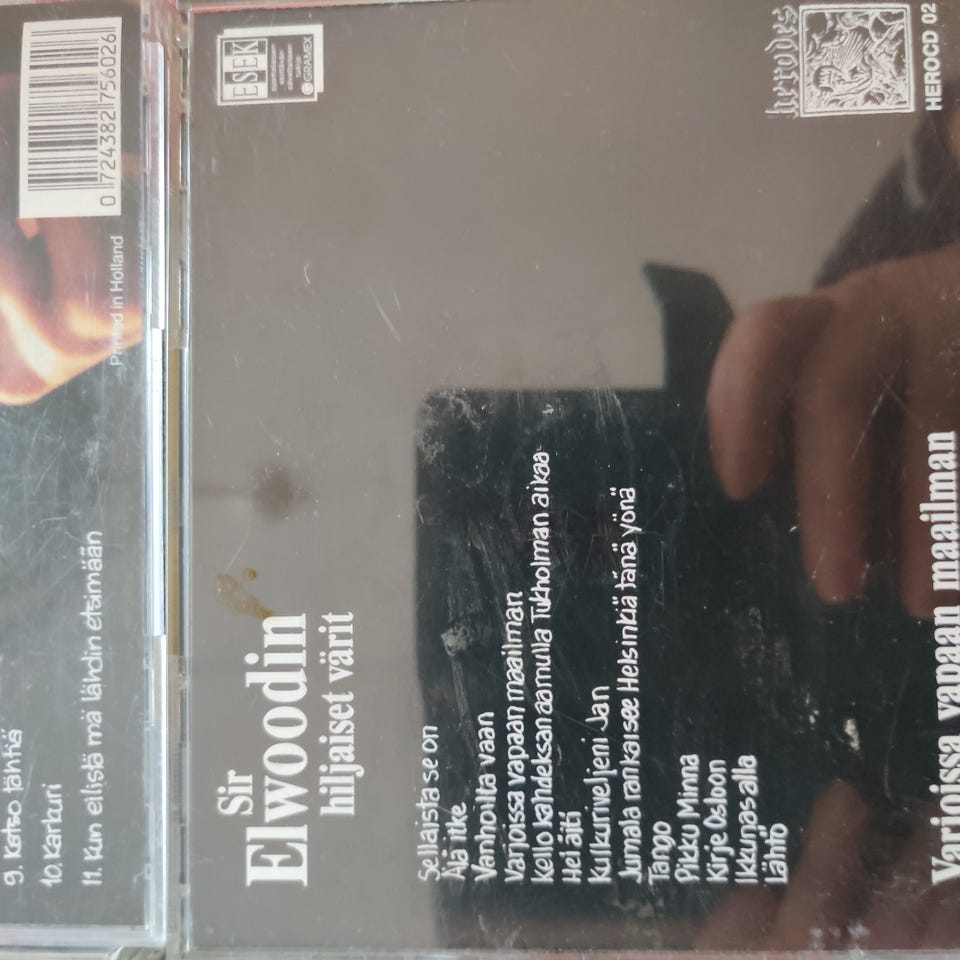 9. Katso tähtiä
10. Karburi
11. Kun etsistä mä lähdin etsimään
Printed in Holland
0 724382 756026
ESEK
© GRAMEX
herodes
HEROCD 02
Sir
Elwoodin
hiljaiset värit
Sellaista se on
Älä itke
Vanhoilta vaan
Varjoissa vapaan maailman
Kello kahdeksan aamulla Tukholman aikaa
Hei äiti
Kulkuriveljeni Jan
Jumala rankaisee Helsinkiä tänä yönä
Tango
Pikku Minna
Kirje Osloon
Ikkunasalla
Lähtö
Varjoissa vapaan maailman